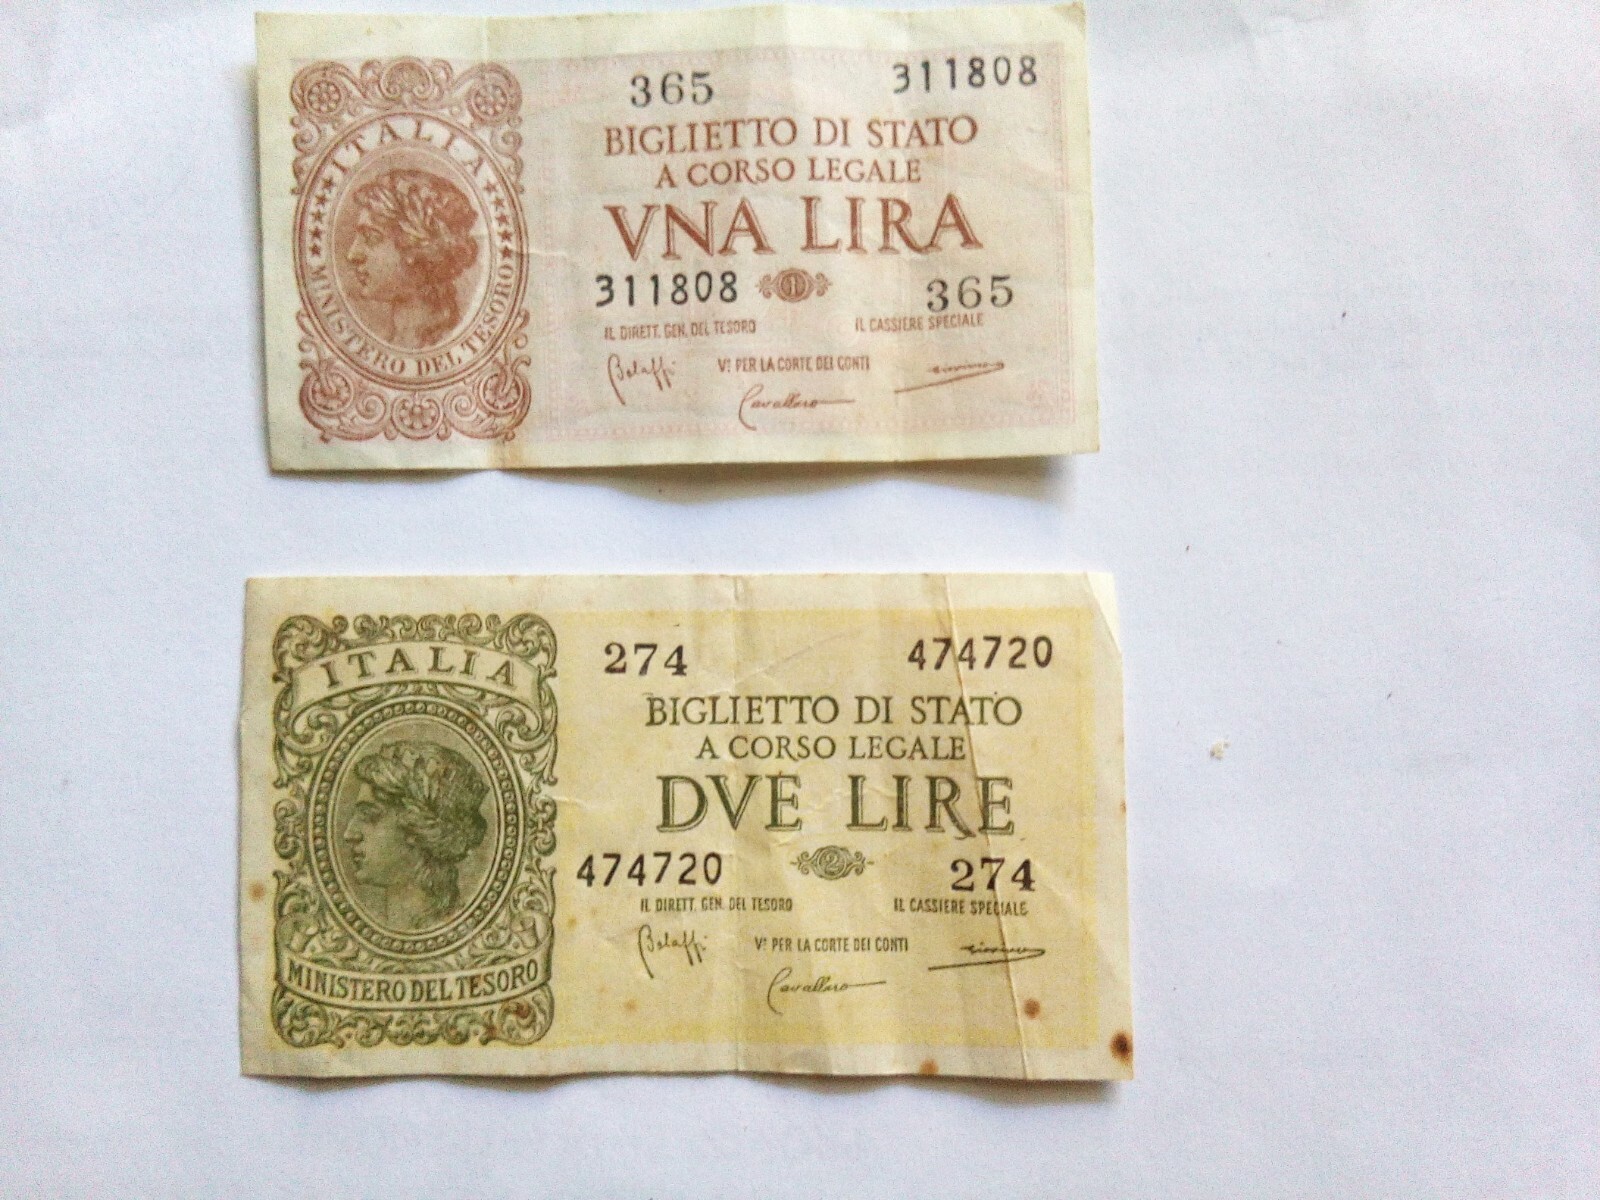 365 311808
ITALIA
BIGLIETTO DI STATO
A CORSO LEGALE
VNA LIRA
311808 1 365
MINISTERO DEL TESORO
IL DIRETT. GEN. DEL TESORO IL CASSIERE SPECIALE
Bolaffi V° PER LA CORTE DEI CONTI
Cavallaro
274 474720
ITALIA
BIGLIETTO DI STATO
A CORSO LEGALE
DVE LIRE
474720 2 274
IL DIRETT. GEN. DEL TESORO IL CASSIERE SPECIALE
Bolaffi V° PER LA CORTE DEI CONTI
MINISTERO DEL TESORO
Cavallaro